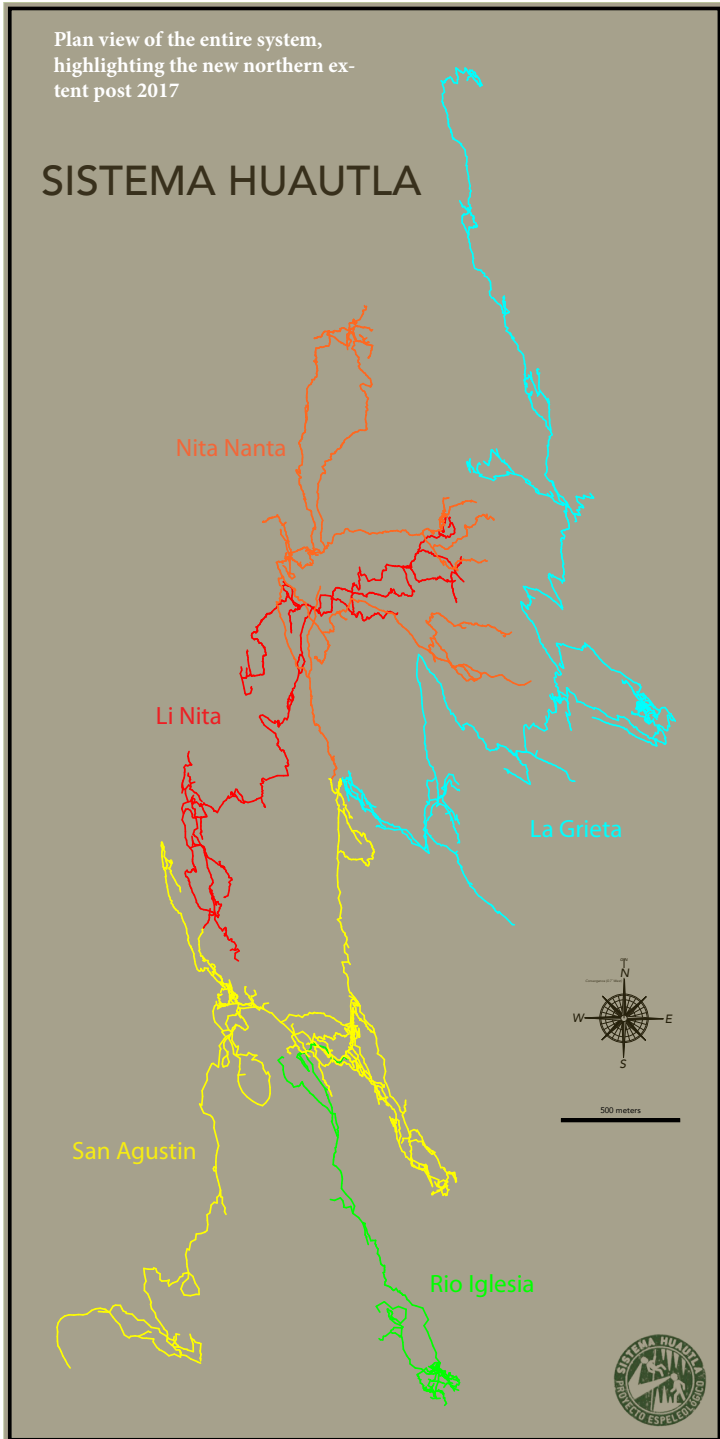 Plan view of the entire system,
highlighting the new northern ex-
tent post 2017
SISTEMA HUAUTLA
Nita Nanta
Li Nita
La Grieta
N
W
E
S
500 meters
San Agustin
Rio Iglesia
SISTEMA HUAUTLA
PROYECTO ESPELEOLÓGICO